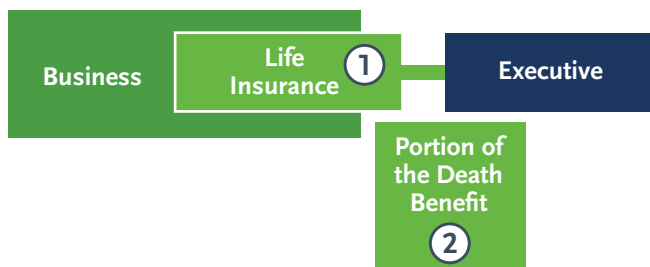 Business
Life
Insurance
1
Executive
Portion of
the Death
Benefit
2